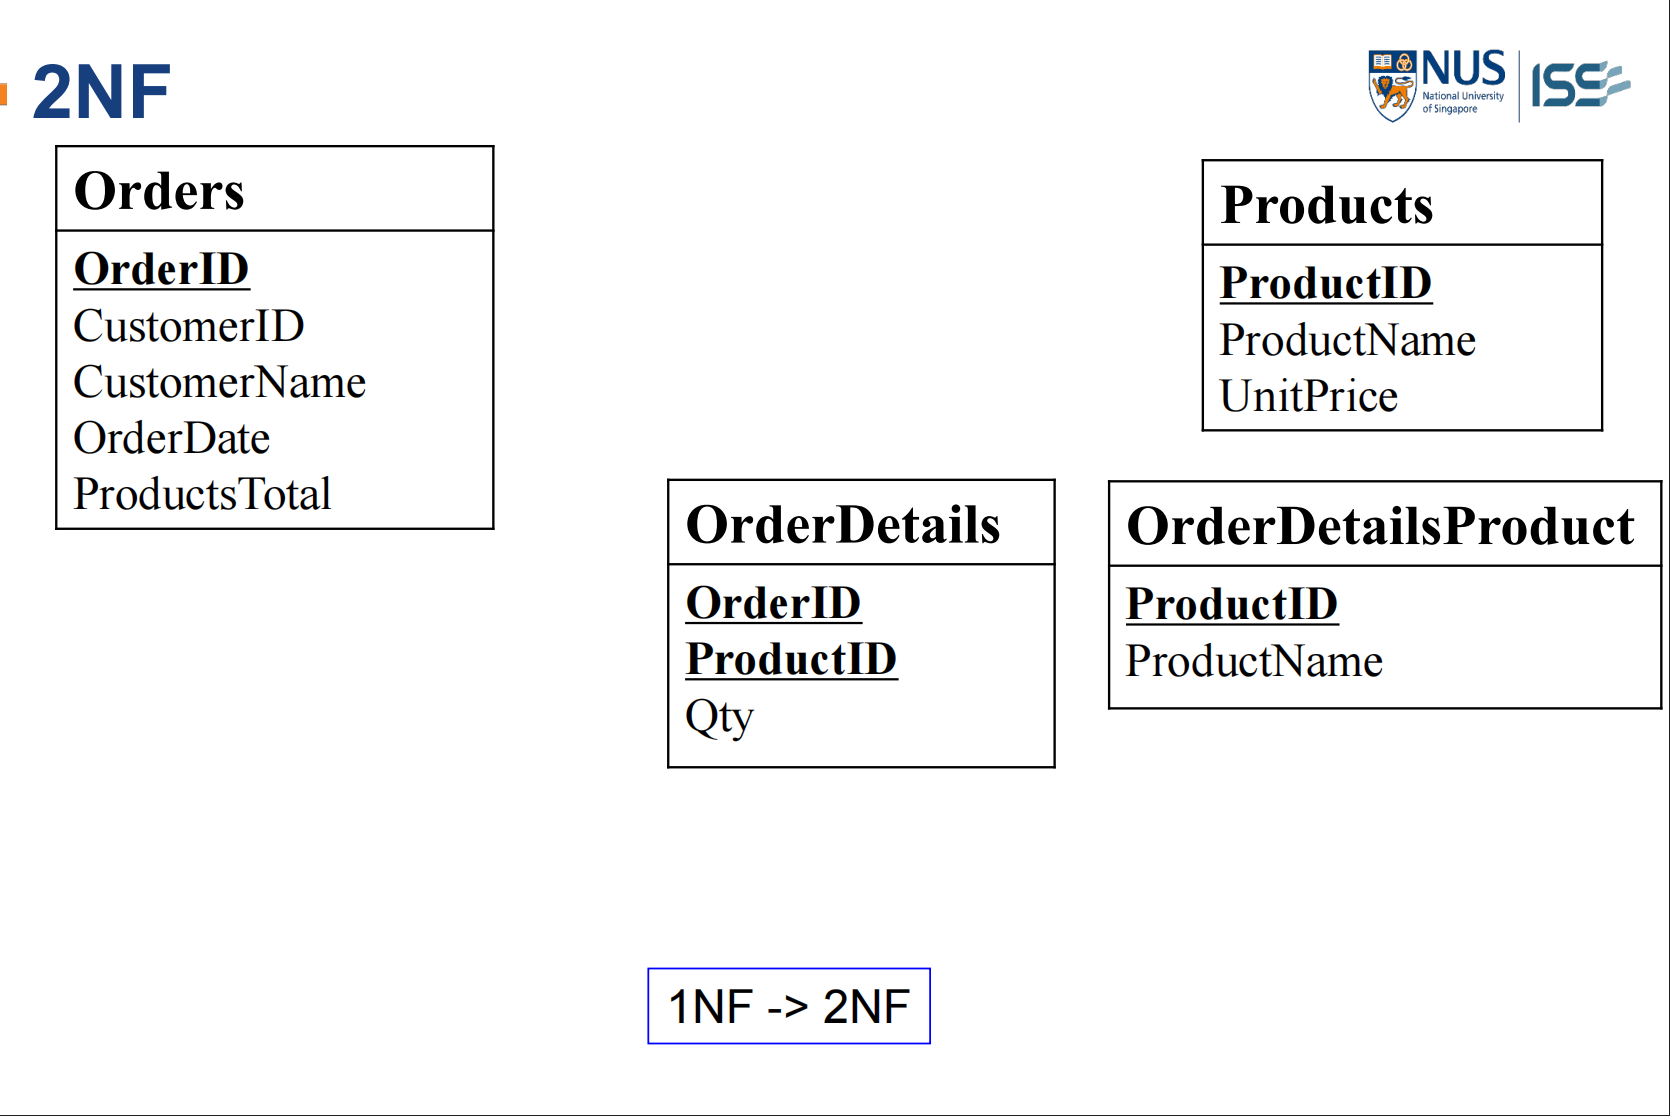 2NF
NUS
National University
of Singapore
ISS
Orders
OrderID
CustomerID
CustomerName
OrderDate
ProductsTotal
Products
ProductID
ProductName
UnitPrice
OrderDetails
OrderID
ProductID
Qty
OrderDetailsProduct
ProductID
ProductName
1NF -> 2NF